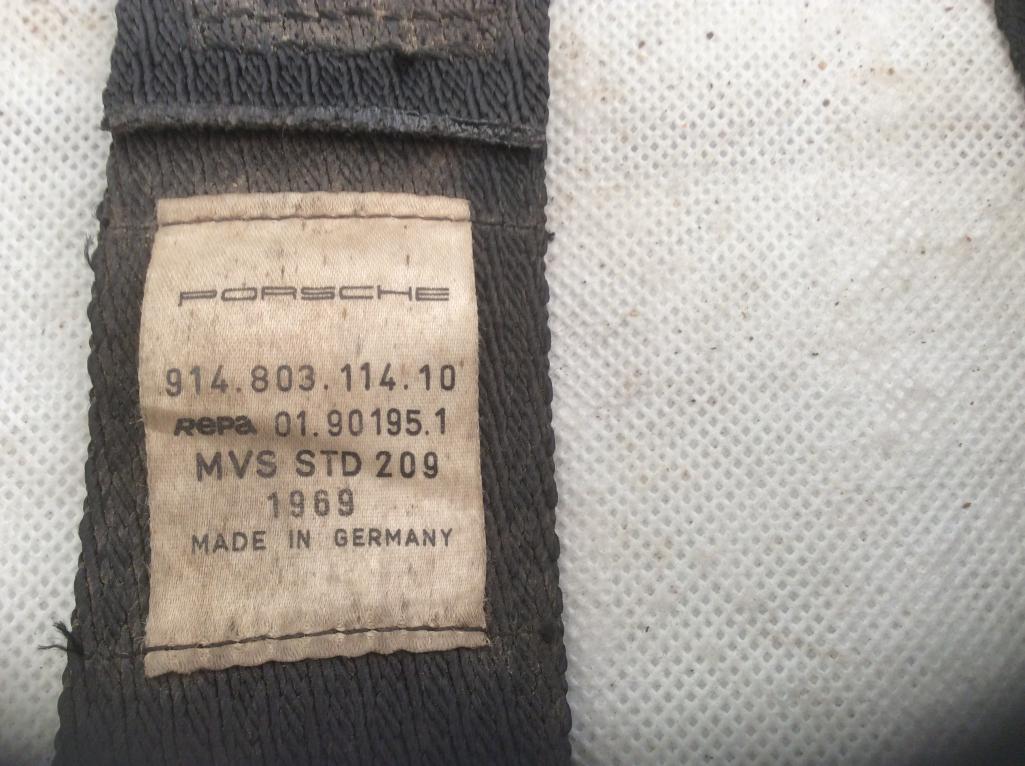 PORSCHE
914.803.114.10
Repa 01.90195.1
MVS STD 209
1969
MADE IN GERMANY